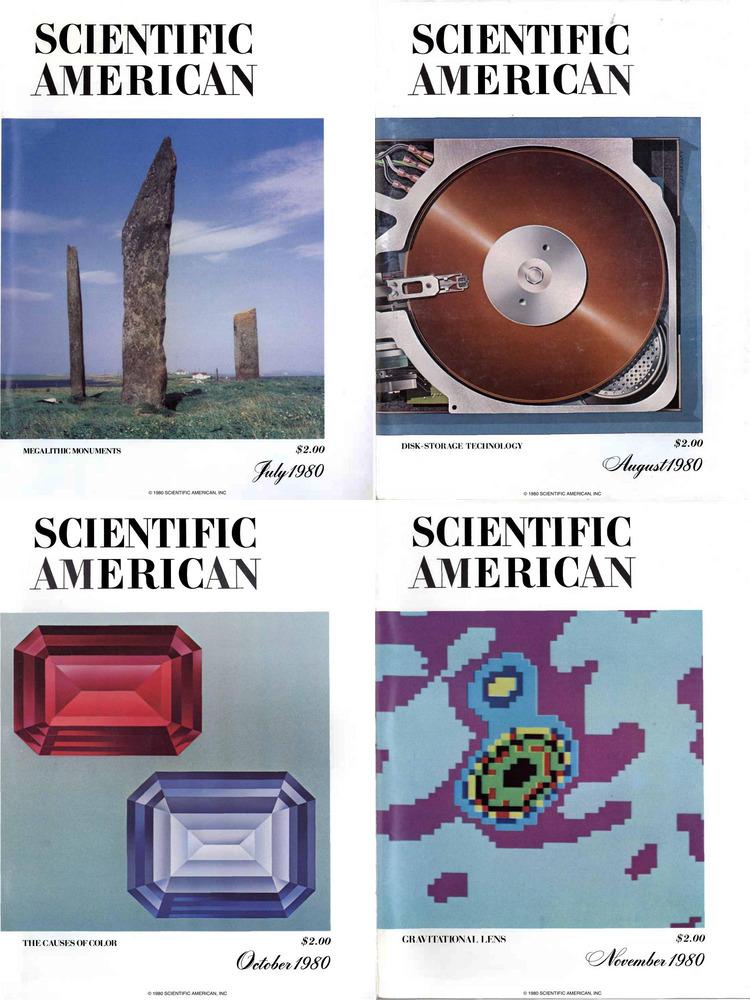 SCIENTIFIC
AMERICAN
MEGALITHIC MONUMENTS
$2.00
July 1980
© 1980 SCIENTIFIC AMERICAN, INC
SCIENTIFIC
AMERICAN
DISK-STORAGE TECHNOLOGY
$2.00
August 1980
© 1980 SCIENTIFIC AMERICAN, INC
SCIENTIFIC
AMERICAN
THE CAUSES OF COLOR
$2.00
October 1980
© 1980 SCIENTIFIC AMERICAN, INC
SCIENTIFIC
AMERICAN
GRAVITATIONAL LENS
$2.00
November 1980
© 1980 SCIENTIFIC AMERICAN, INC